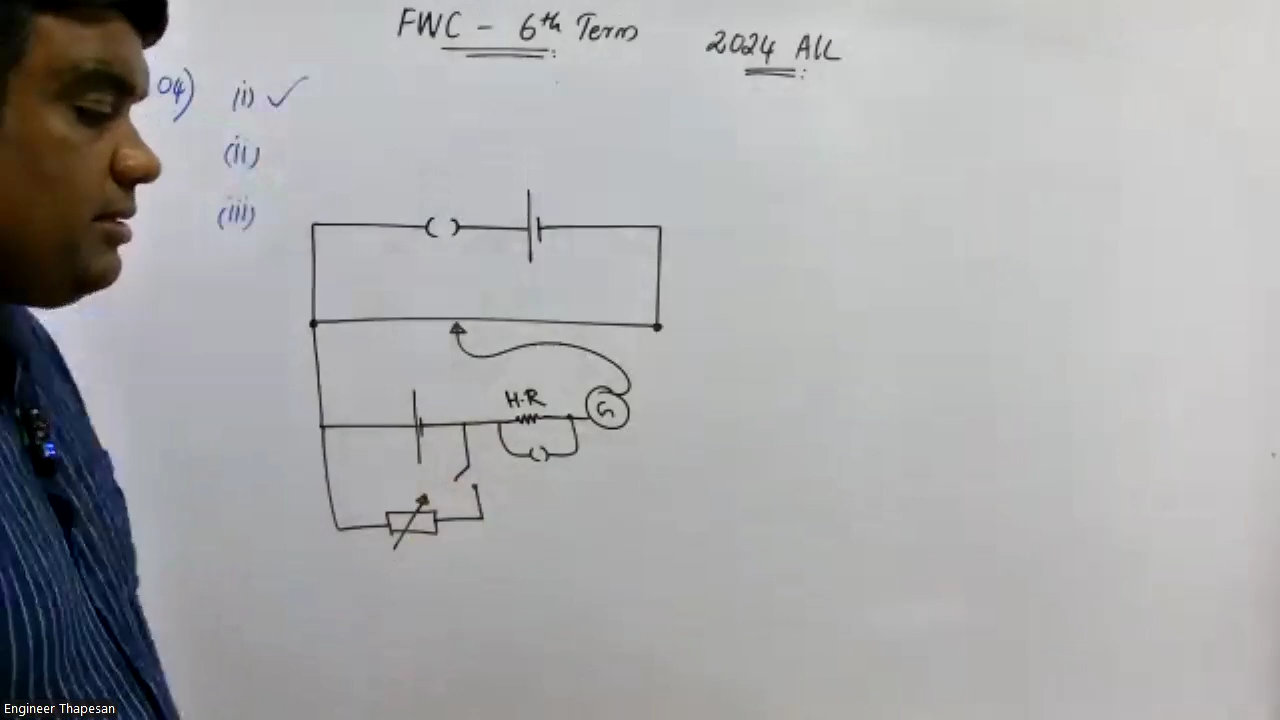 FWC - 6th Term
2024 A/L
04) (i) ✓
(ii)
(iii)
H.R
G
Engineer Thapesan